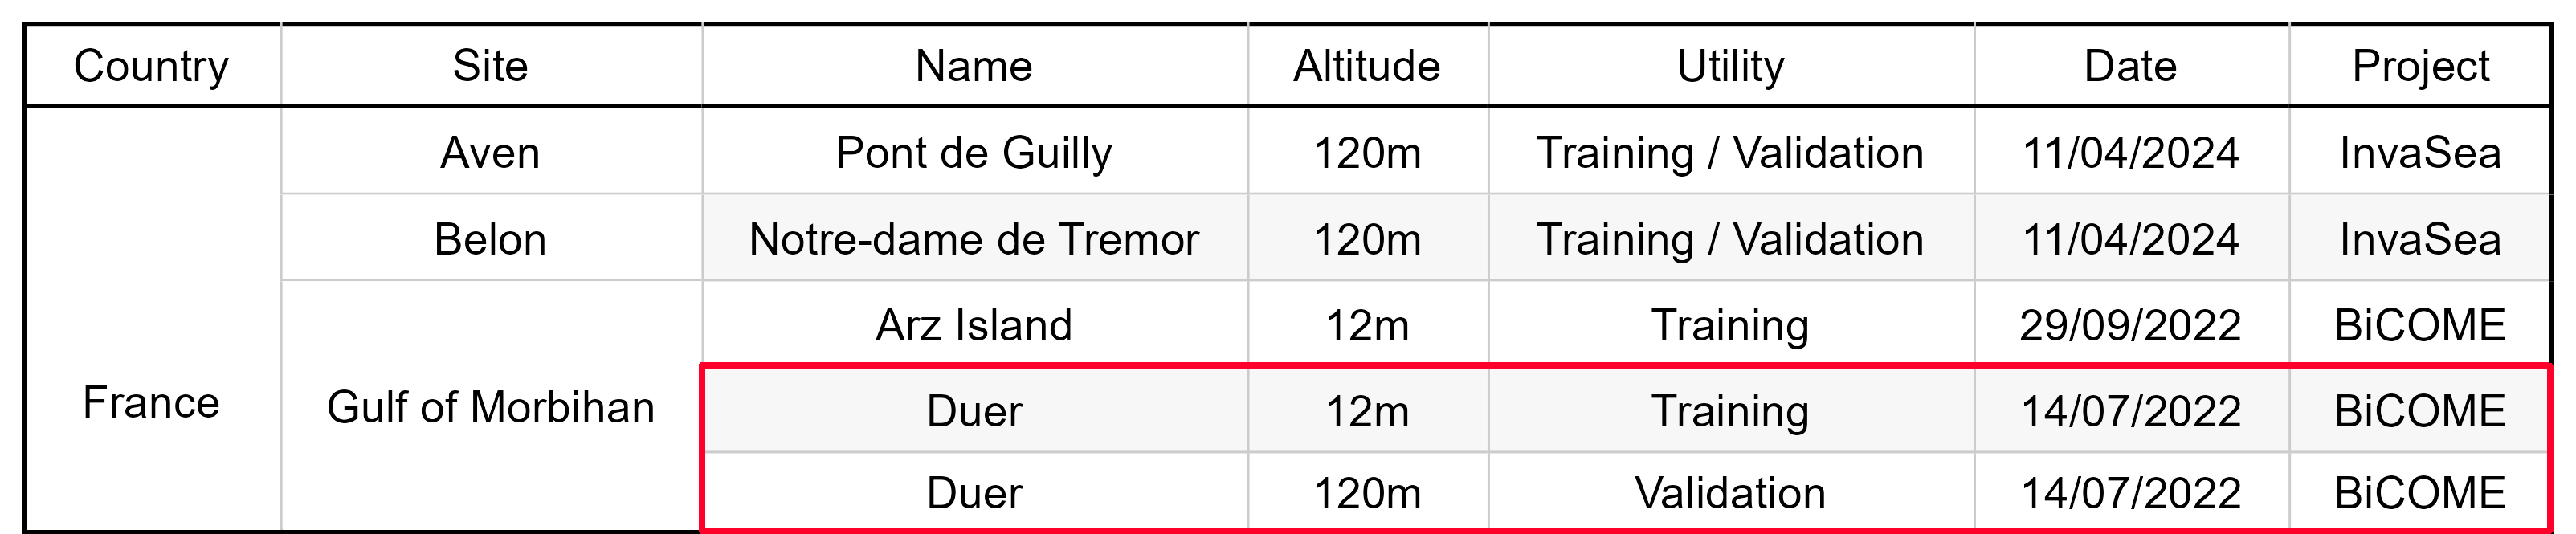 Country Site Name Altitude Utility Date Project
Aven Pont de Guilly 120m Training / Validation 11/04/2024 InvaSea
Belon Notre-dame de Tremor 120m Training / Validation 11/04/2024 InvaSea
Arz Island 12m Training 29/09/2022 BiCOME
France Gulf of Morbihan Duer 12m Training 14/07/2022 BiCOME
Duer 120m Validation 14/07/2022 BiCOME